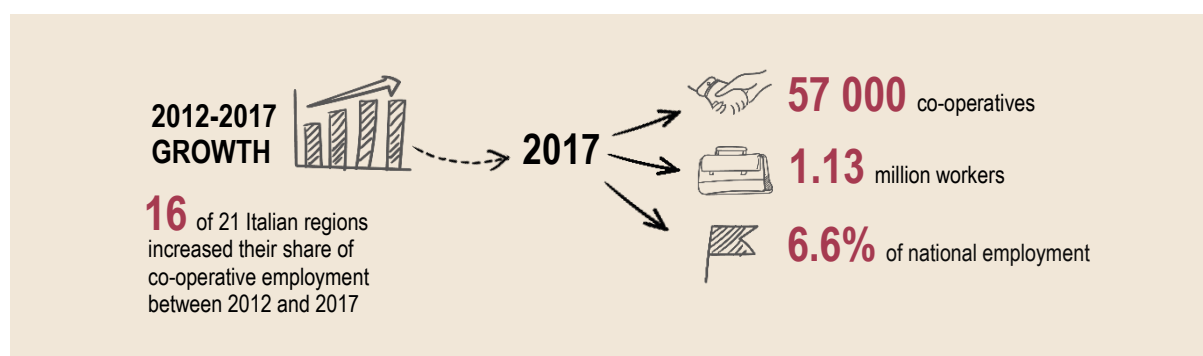 2012-2017
GROWTH
16 of 21 Italian regions
increased their share of
co-operative employment
between 2012 and 2017
2017
57 000 co-operatives
1.13 million workers
6.6% of national employment